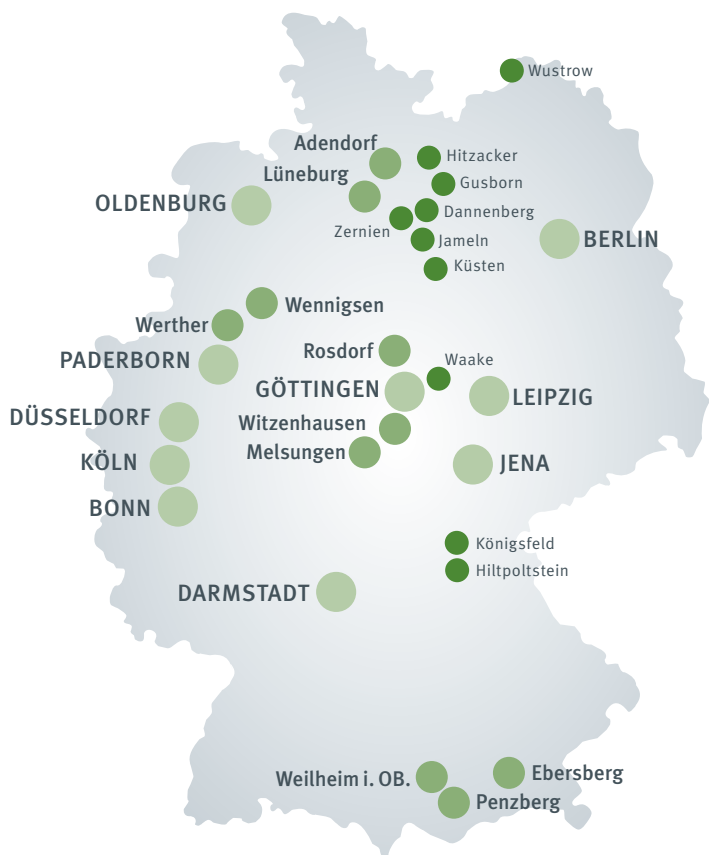 Wustrow
Adendorf
Hitzacker
Lüneburg
Gusborn
OLDENBURG
Dannenberg
Zernien
Jameln
BERLIN
Küsten
Wennigsen
Werther
Rosdorf
PADERBORN
Waake
GÖTTINGEN
LEIPZIG
DÜSSELDORF
Witzenhausen
Melsungen
KÖLN
JENA
BONN
Königsfeld
Hiltpoltstein
DARMSTADT
Ebersberg
Weilheim i. OB.
Penzberg